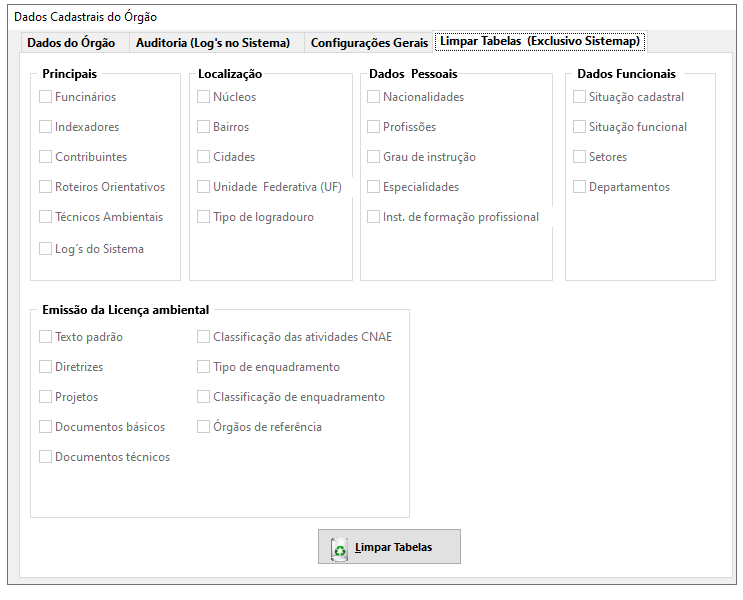 Dados Cadastrais do Órgão
Dados do Órgão
Auditoria (Log's no Sistema)
Configurações Gerais
Limpar Tabelas (Exclusivo Sistemap)
Principais
Funcinários
Indexadores
Contribuintes
Roteiros Orientativos
Técnicos Ambientais
Log´s do Sistema
Localização
Núcleos
Bairros
Cidades
Unidade Federativa (UF)
Tipo de logradouro
Dados Pessoais
Nacionalidades
Profissões
Grau de instrução
Especialidades
Inst. de formação profissional
Dados Funcionais
Situação cadastral
Situação funcional
Setores
Departamentos
Emissão da Licença ambiental
Texto padrão
Diretrizes
Projetos
Documentos básicos
Documentos técnicos
Classificação das atividades CNAE
Tipo de enquadramento
Classificação de enquadramento
Órgãos de referência
Limpar Tabelas